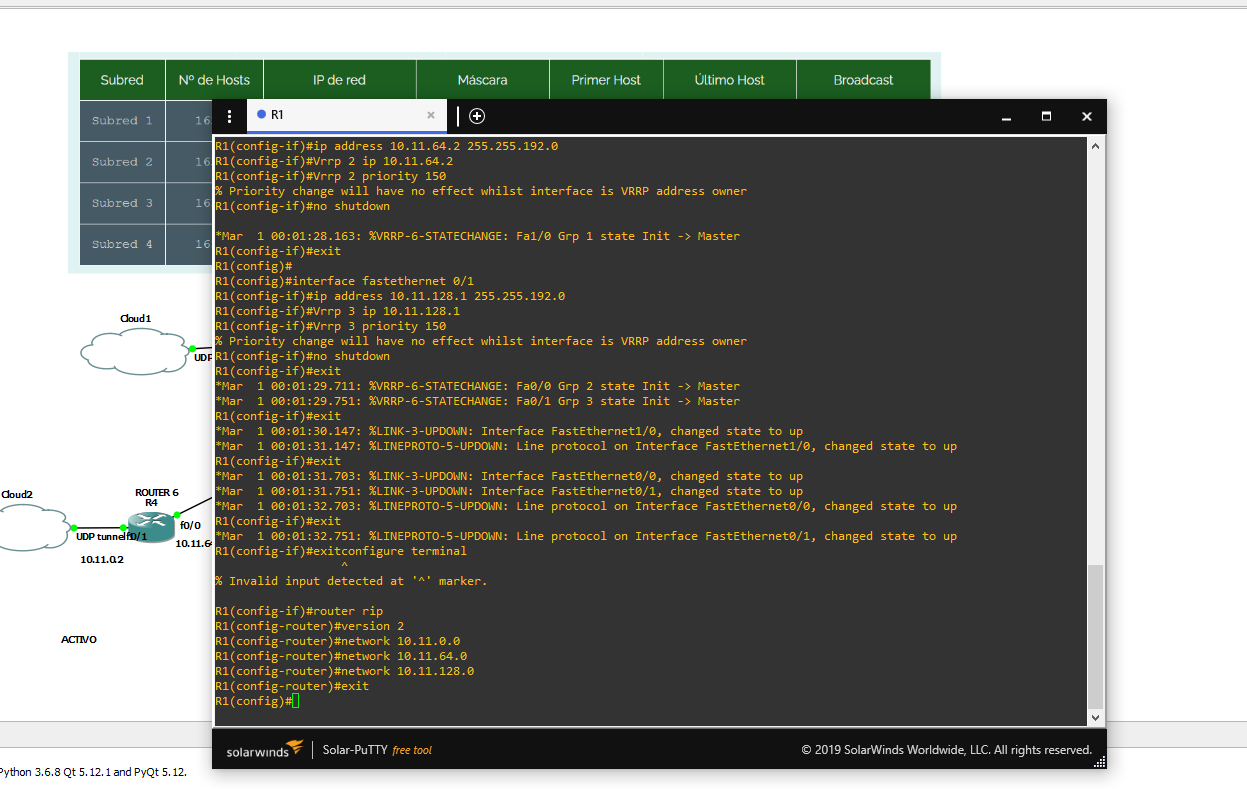 Subred Nº de Hosts IP de red Máscara Primer Host Último Host Broadcast
Subred 1 16
Subred 2 16
Subred 3 16
Subred 4 16
R1
R1(config-if)#ip address 10.11.64.2 255.255.192.0
R1(config-if)#Vrrp 2 ip 10.11.64.2
R1(config-if)#Vrrp 2 priority 150
% Priority change will have no effect whilst interface is VRRP address owner
R1(config-if)#no shutdown
*Mar  1 00:01:28.163: %VRRP-6-STATECHANGE: Fa1/0 Grp 1 state Init -> Master
R1(config-if)#exit
R1(config)#
R1(config)#interface fastethernet 0/1
R1(config-if)#ip address 10.11.128.1 255.255.192.0
R1(config-if)#Vrrp 3 ip 10.11.128.1
R1(config-if)#Vrrp 3 priority 150
% Priority change will have no effect whilst interface is VRRP address owner
R1(config-if)#no shutdown
R1(config-if)#exit
*Mar  1 00:01:29.711: %VRRP-6-STATECHANGE: Fa0/0 Grp 2 state Init -> Master
*Mar  1 00:01:29.751: %VRRP-6-STATECHANGE: Fa0/1 Grp 3 state Init -> Master
R1(config-if)#exit
*Mar  1 00:01:30.147: %LINK-3-UPDOWN: Interface FastEthernet1/0, changed state to up
*Mar  1 00:01:31.147: %LINEPROTO-5-UPDOWN: Line protocol on Interface FastEthernet1/0, changed state to up
R1(config-if)#exit
*Mar  1 00:01:31.703: %LINK-3-UPDOWN: Interface FastEthernet0/0, changed state to up
*Mar  1 00:01:31.751: %LINK-3-UPDOWN: Interface FastEthernet0/1, changed state to up
*Mar  1 00:01:32.703: %LINEPROTO-5-UPDOWN: Line protocol on Interface FastEthernet0/0, changed state to up
R1(config-if)#exit
*Mar  1 00:01:32.751: %LINEPROTO-5-UPDOWN: Line protocol on Interface FastEthernet0/1, changed state to up
R1(config-if)#exitconfigure terminal
^
% Invalid input detected at '^' marker.
R1(config-if)#router rip
R1(config-router)#version 2
R1(config-router)#network 10.11.0.0
R1(config-router)#network 10.11.64.0
R1(config-router)#network 10.11.128.0
R1(config-router)#exit
R1(config)#
solarwinds Solar-PuTTY free tool © 2019 SolarWinds Worldwide, LLC. All rights reserved.
Cloud1
UDP
Cloud2
ROUTER 6
R4
f0/0
UDP tunnelf0/1
10.11.64
10.11.0.2
ACTIVO
Python 3.6.8 Qt 5.12.1 and PyQt 5.12.